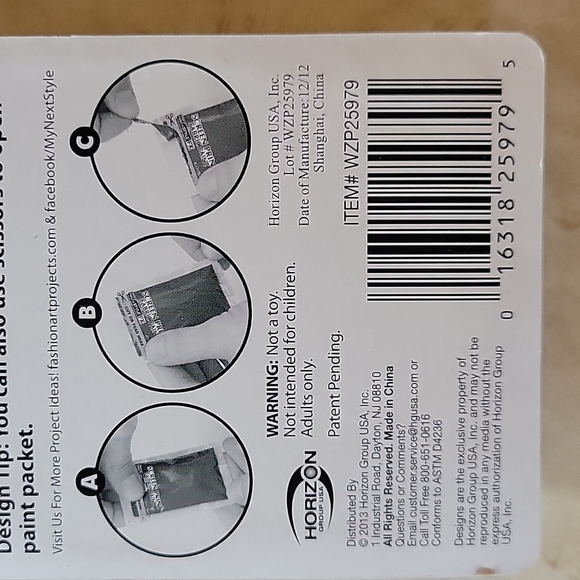 Design Tip: You can also use scissors to open
paint packet.
Visit Us For More Project Ideas! fashionartprojects.com & facebook/MyNextStyle
A
B
C
HORIZON
GROUP USA
WARNING: Not a toy.
Not intended for children.
Adults only.
Patent Pending.
Horizon Group USA, Inc.
Lot # WZP25979
Date of Manufacture:12/12
Shanghai, China
Distributed By
© 2013 Horizon Group USA, Inc.
1 Industrial Road, Dayton, NJ 08810
All Rights Reserved. Made in China
Questions or Comments?
Email customer.service@hgusa.com or
Call Toll Free 800-651-0616
Conforms to ASTM D4236
Designs are the exclusive property of
Horizon Group USA, Inc. and may not be
reproduced in any media without the
express authorization of Horizon Group
USA, Inc.
ITEM# WZP25979
0 16318 25979 5